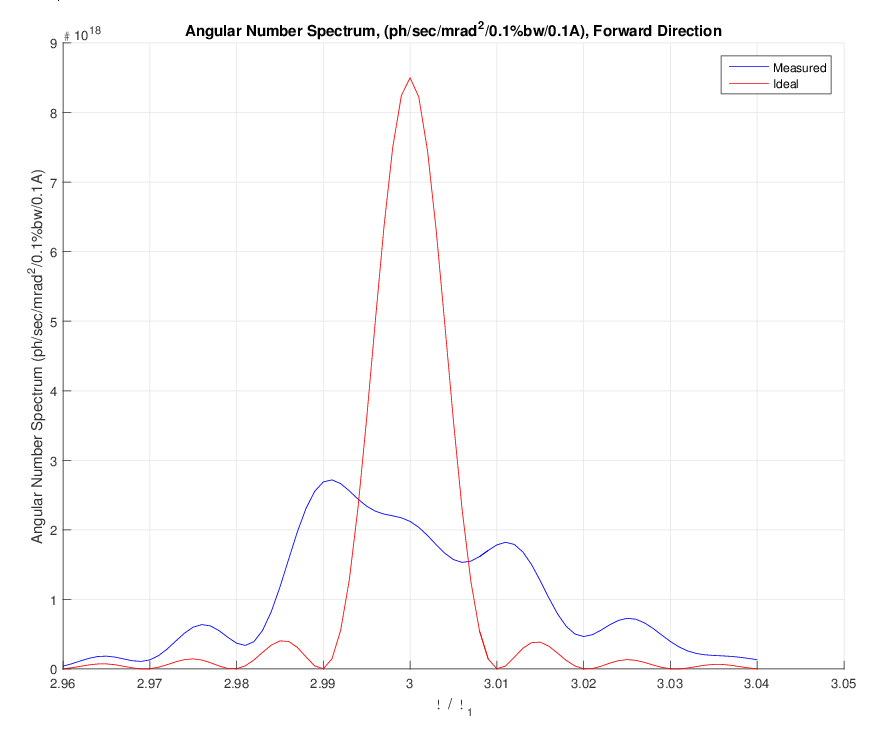 Angular Number Spectrum, (ph/sec/mrad²/0.1%bw/0.1A), Forward Direction
# 10¹⁸
Measured
Ideal
9
8
7
6
5
4
3
2
1
0
Angular Number Spectrum (ph/sec/mrad²/0.1%bw/0.1A)
2.96 2.97 2.98 2.99 3 3.01 3.02 3.03 3.04 3.05
! / !₁